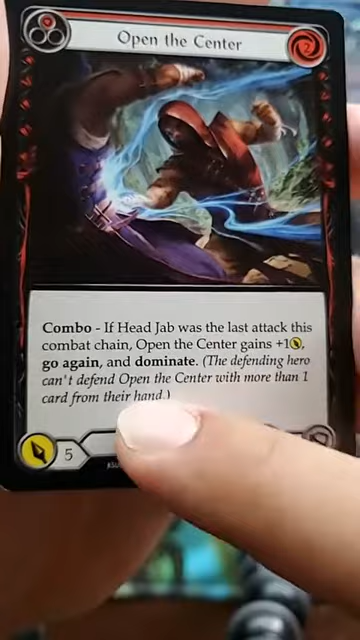 Open the Center
2
Combo - If Head Jab was the last attack this
combat chain, Open the Center gains +1
go again, and dominate. (The defending hero
can't defend Open the Center with more than 1
card from their hand.)
5